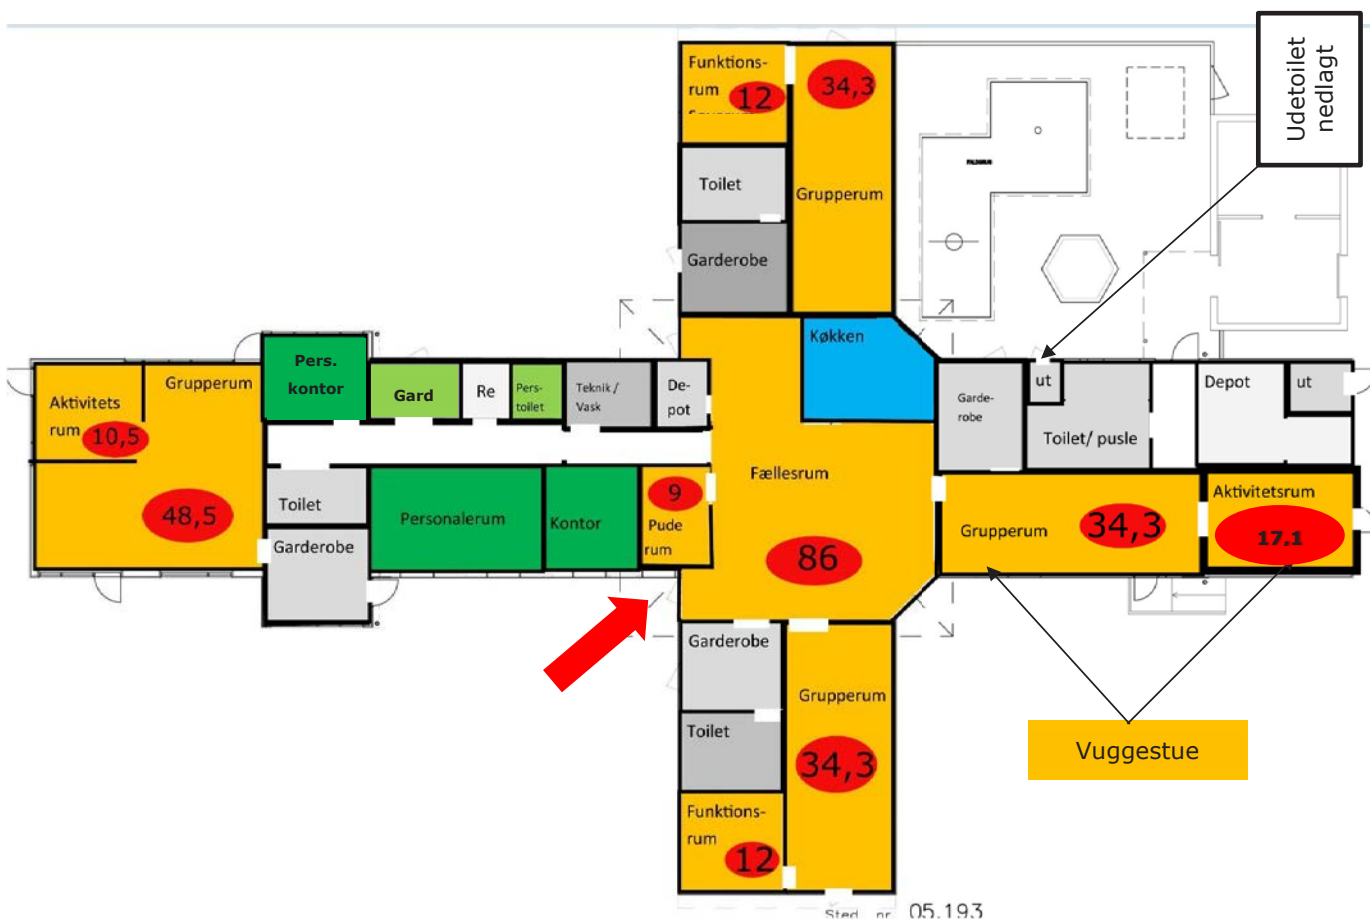 Udetoilet
nedlagt
Funktions-
rum
12
34,3
Toilet
Grupperum
Garderobe
Køkken
Pers.
kontor
Grupperum
Aktivitets
rum
10,5
48,5
Gard
Re
Pers-
toilet
Teknik /
Vask
De-
pot
Garde-
robe
ut
Toilet/ pusle
Depot
ut
Fællesrum
86
Toilet
Garderobe
Personalerum
Kontor
9
Pude
rum
Grupperum
34,3
Aktivitetsrum
17,1
Garderobe
Grupperum
34,3
Toilet
Funktions-
rum
12
Vuggestue
Sted nr. 05.193